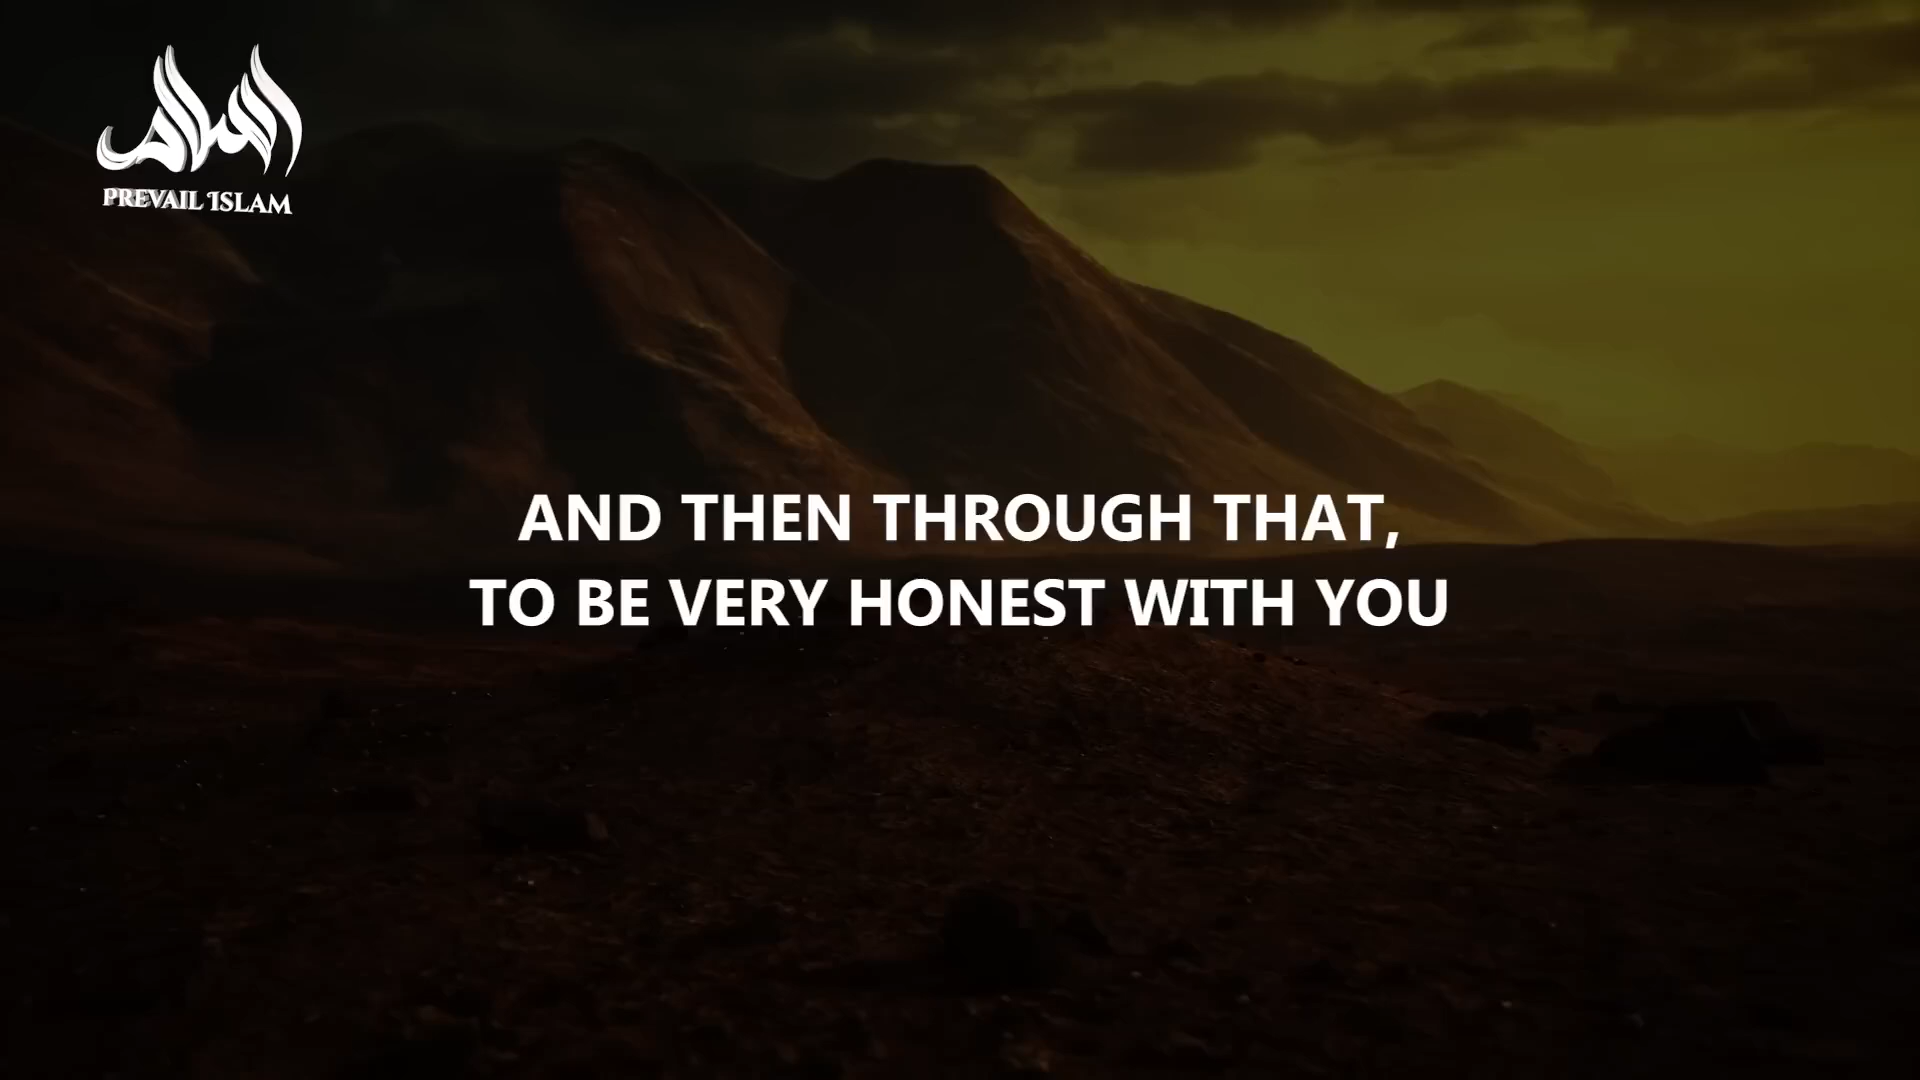 PREVAIL ISLAM
AND THEN THROUGH THAT,
TO BE VERY HONEST WITH YOU